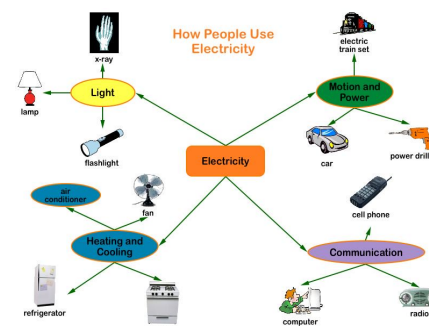 How People Use
Electricity
x-ray
electric
train set
Light
Motion and
Power
lamp
flashlight
car
power drill
Electricity
air
conditioner
fan
cell phone
Heating and
Cooling
Communication
refrigerator
computer
radio